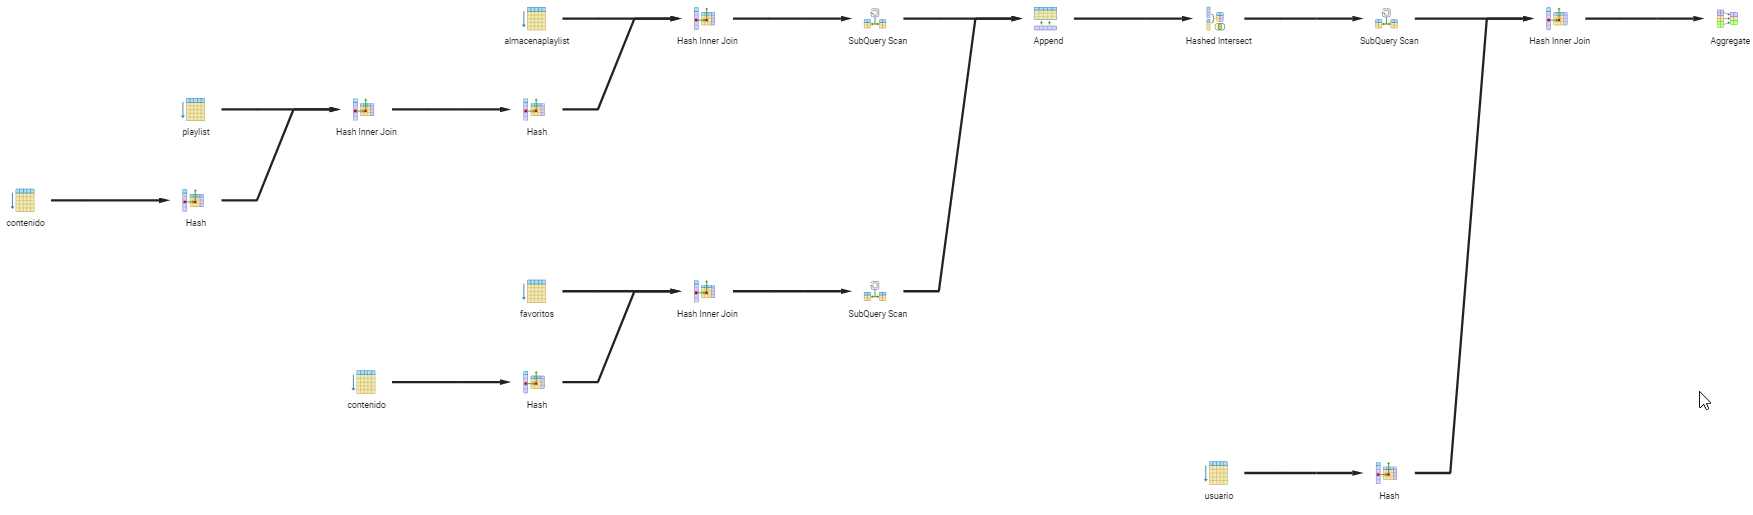 almacenaplaylist
Hash Inner Join
SubQuery Scan
Append
Hashed Intersect
SubQuery Scan
Hash Inner Join
Aggregate
playlist
Hash Inner Join
Hash
contenido
Hash
favoritos
Hash Inner Join
SubQuery Scan
contenido
Hash
usuario
Hash